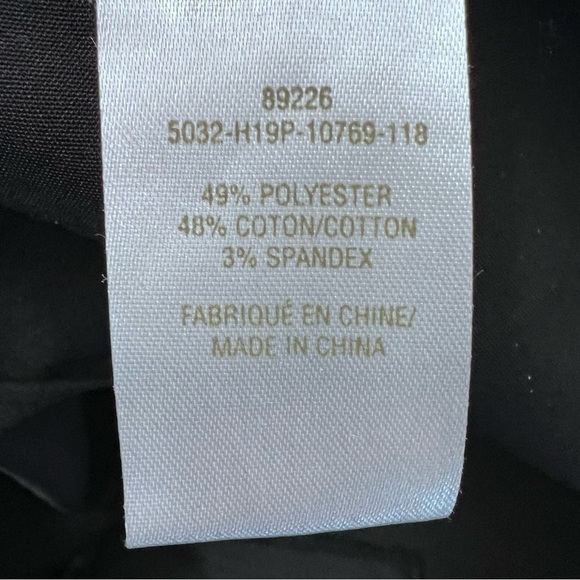 89226
5032-H19P-10769-118
49% POLYESTER
48% COTON/COTTON
3% SPANDEX
FABRIQUÉ EN CHINE/
MADE IN CHINA